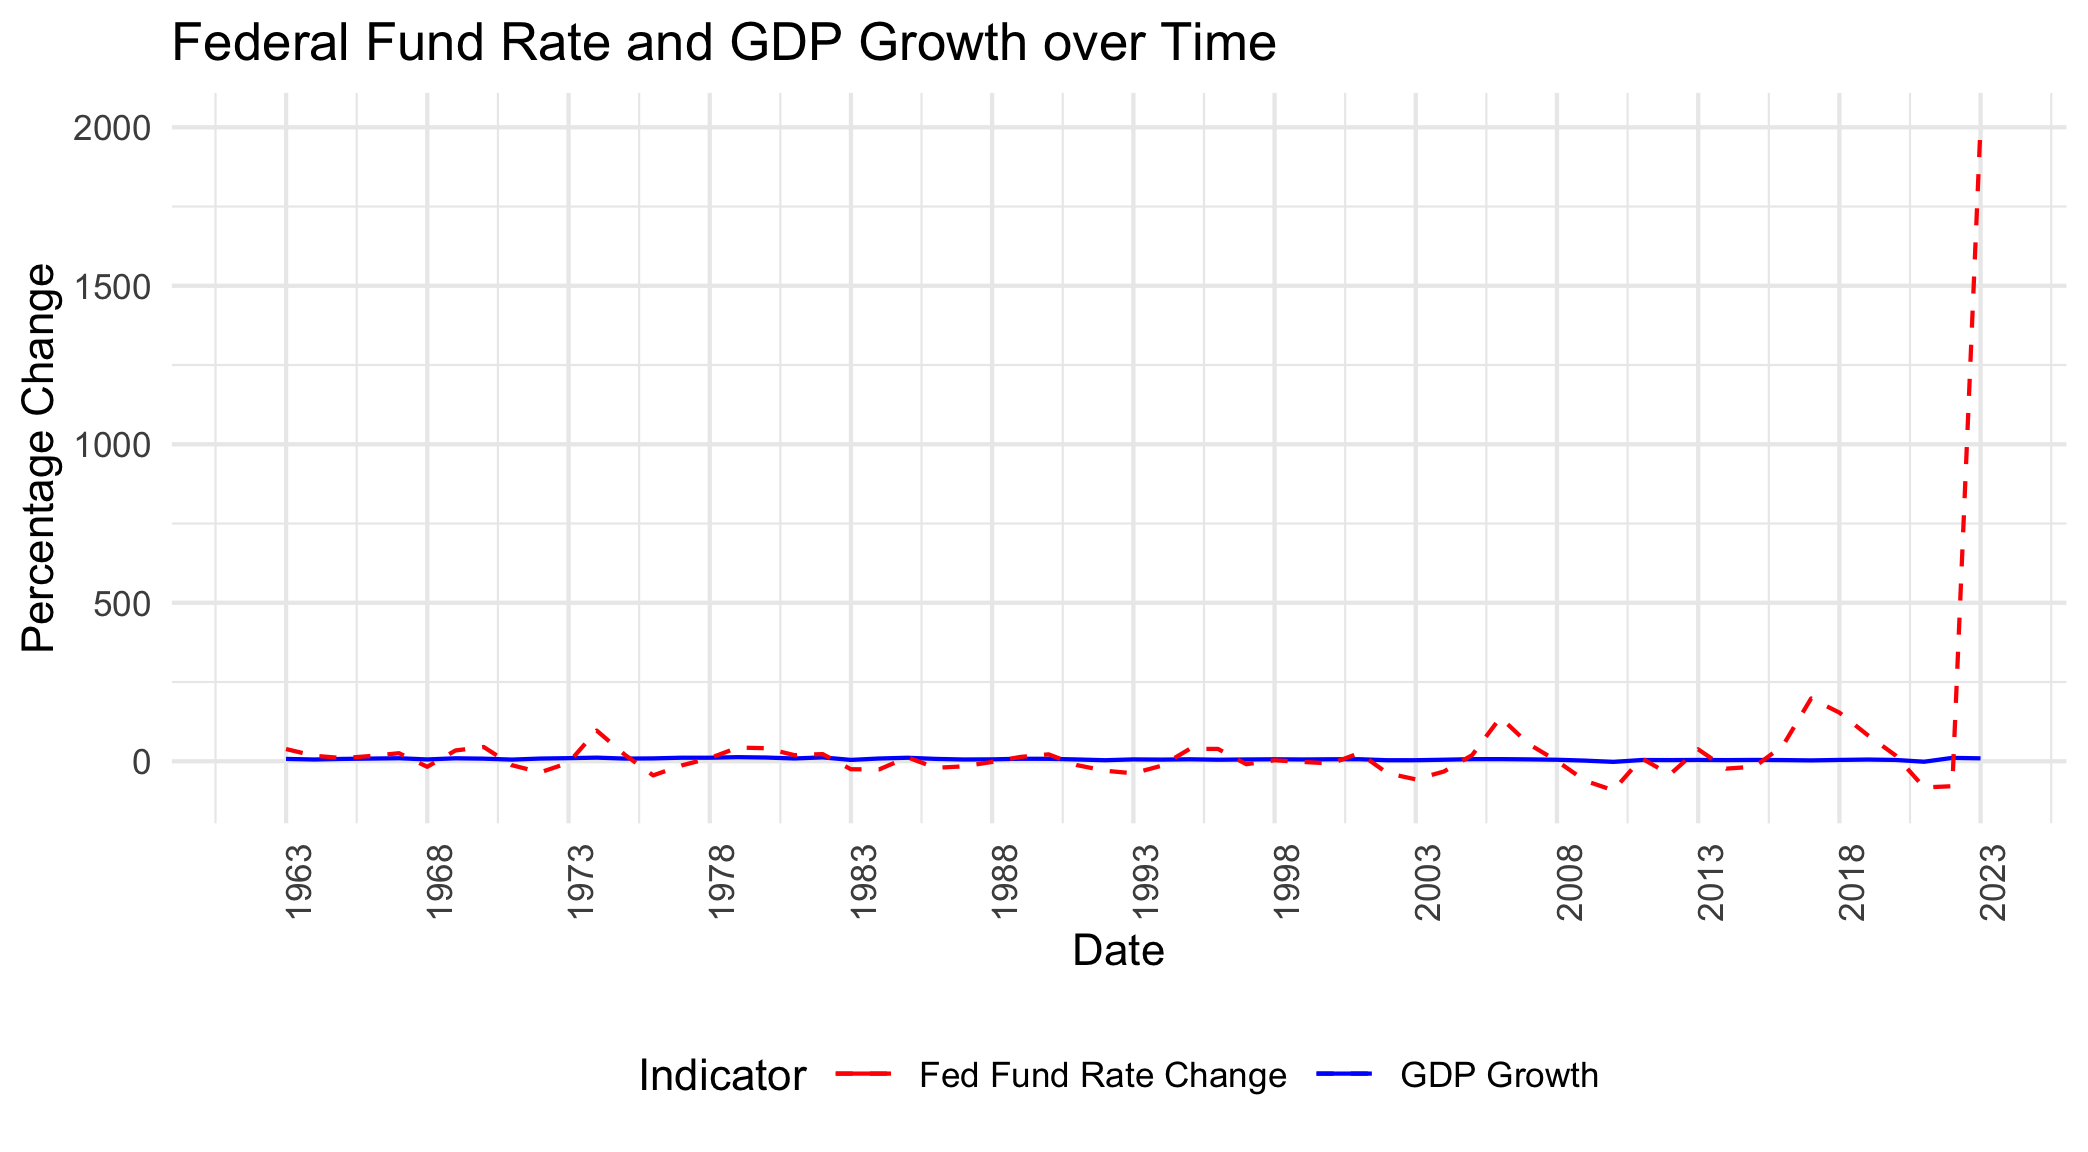 Federal Fund Rate and GDP Growth over Time
Percentage Change
2000
1500
1000
500
0
1963 1968 1973 1978 1983 1988 1993 1998 2003 2008 2013 2018 2023
Date
Indicator Fed Fund Rate Change GDP Growth